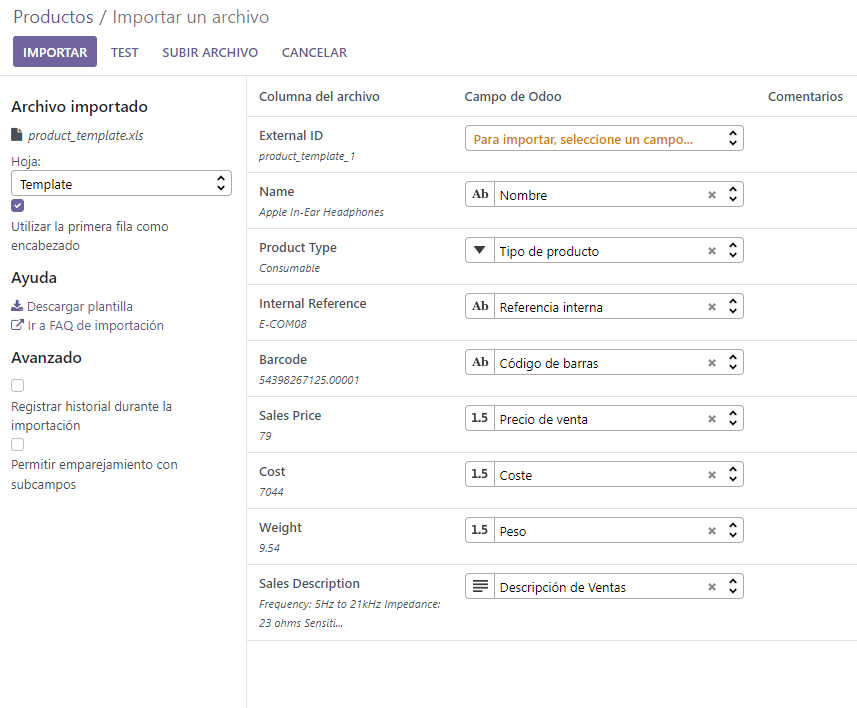 Productos / Importar un archivo
IMPORTAR TEST SUBIR ARCHIVO CANCELAR
Archivo importado
product_template.xls
Hoja:
Template
Utilizar la primera fila como
encabezado
Ayuda
Descargar plantilla
Ir a FAQ de importación
Avanzado
Registrar historial durante la
importación
Permitir emparejamiento con
subcampos
Columna del archivo Campo de Odoo Comentarios
External ID Para importar, seleccione un campo...
product_template_1
Name Ab Nombre
Apple In-Ear Headphones
Product Type Tipo de producto
Consumable
Internal Reference Ab Referencia interna
E-COM08
Barcode Ab Código de barras
54398267125.00001
Sales Price 1.5 Precio de venta
79
Cost 1.5 Coste
7044
Weight 1.5 Peso
9.54
Sales Description Descripción de Ventas
Frequency: 5Hz to 21kHz Impedance:
23 ohms Sensiti...